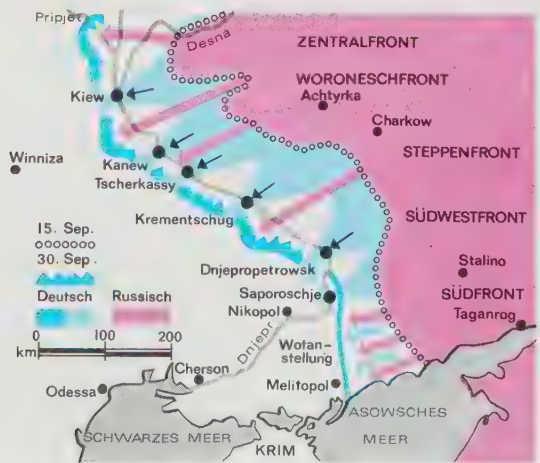 Pripjet
Desna
ZENTRALFRONT
WORONESCHFRONT
Achtyrka
Kiew
Charkow
STEPPENFRONT
Winniza
Kanew
Tscherkassy
Krementschug
SÜDWESTFRONT
15. Sep.
30. Sep.
Stalino
Dnjepropetrowsk
Deutsch
Russisch
SÜDFRONT
Saporoschje
Taganrog
Nikopol
0
100
200
km
Dnjepr
Wotan-
stellung
Cherson
Melitopol
Odessa
ASOWSCHES
MEER
SCHWARZES MEER
KRIM